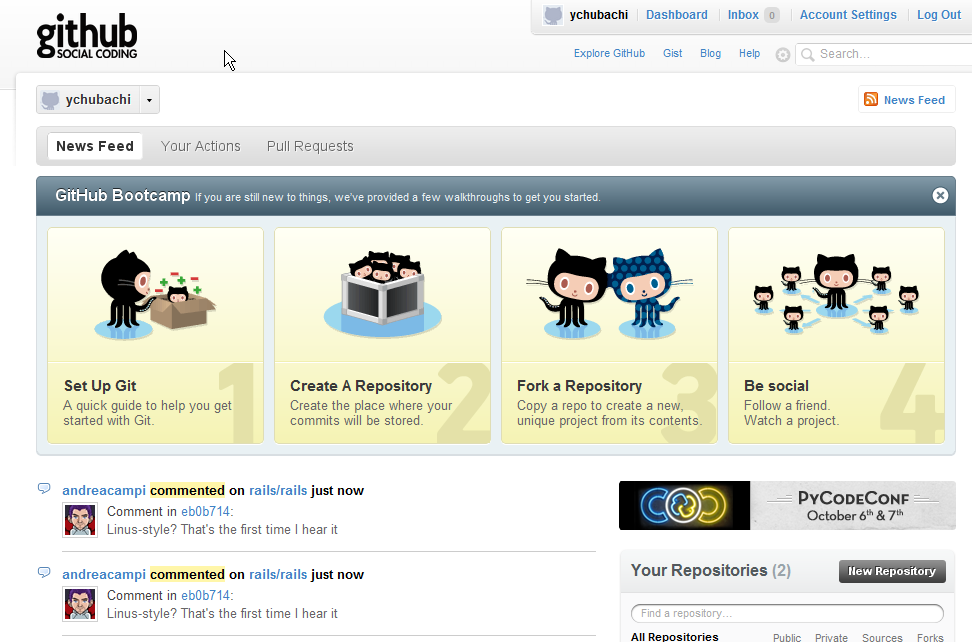 github
SOCIAL CODING
ychubachi Dashboard Inbox 0 Account Settings Log Out
Explore GitHub Gist Blog Help Search...
ychubachi
News Feed
News Feed Your Actions Pull Requests
GitHub Bootcamp If you are still new to things, we've provided a few walkthroughs to get you started.
1
Set Up Git
A quick guide to help you get
started with Git.
2
Create A Repository
Create the place where your
commits will be stored.
3
Fork a Repository
Copy a repo to create a new,
unique project from its contents.
4
Be social
Follow a friend.
Watch a project.
andreacampi commented on rails/rails just now
Comment in eb0b714:
Linus-style? That's the first time I hear it
andreacampi commented on rails/rails just now
Comment in eb0b714:
Linus-style? That's the first time I hear it
PyCodeConf
October 6th & 7th
Your Repositories (2) New Repository
Find a repository...
All Repositories Public Private Sources Forks